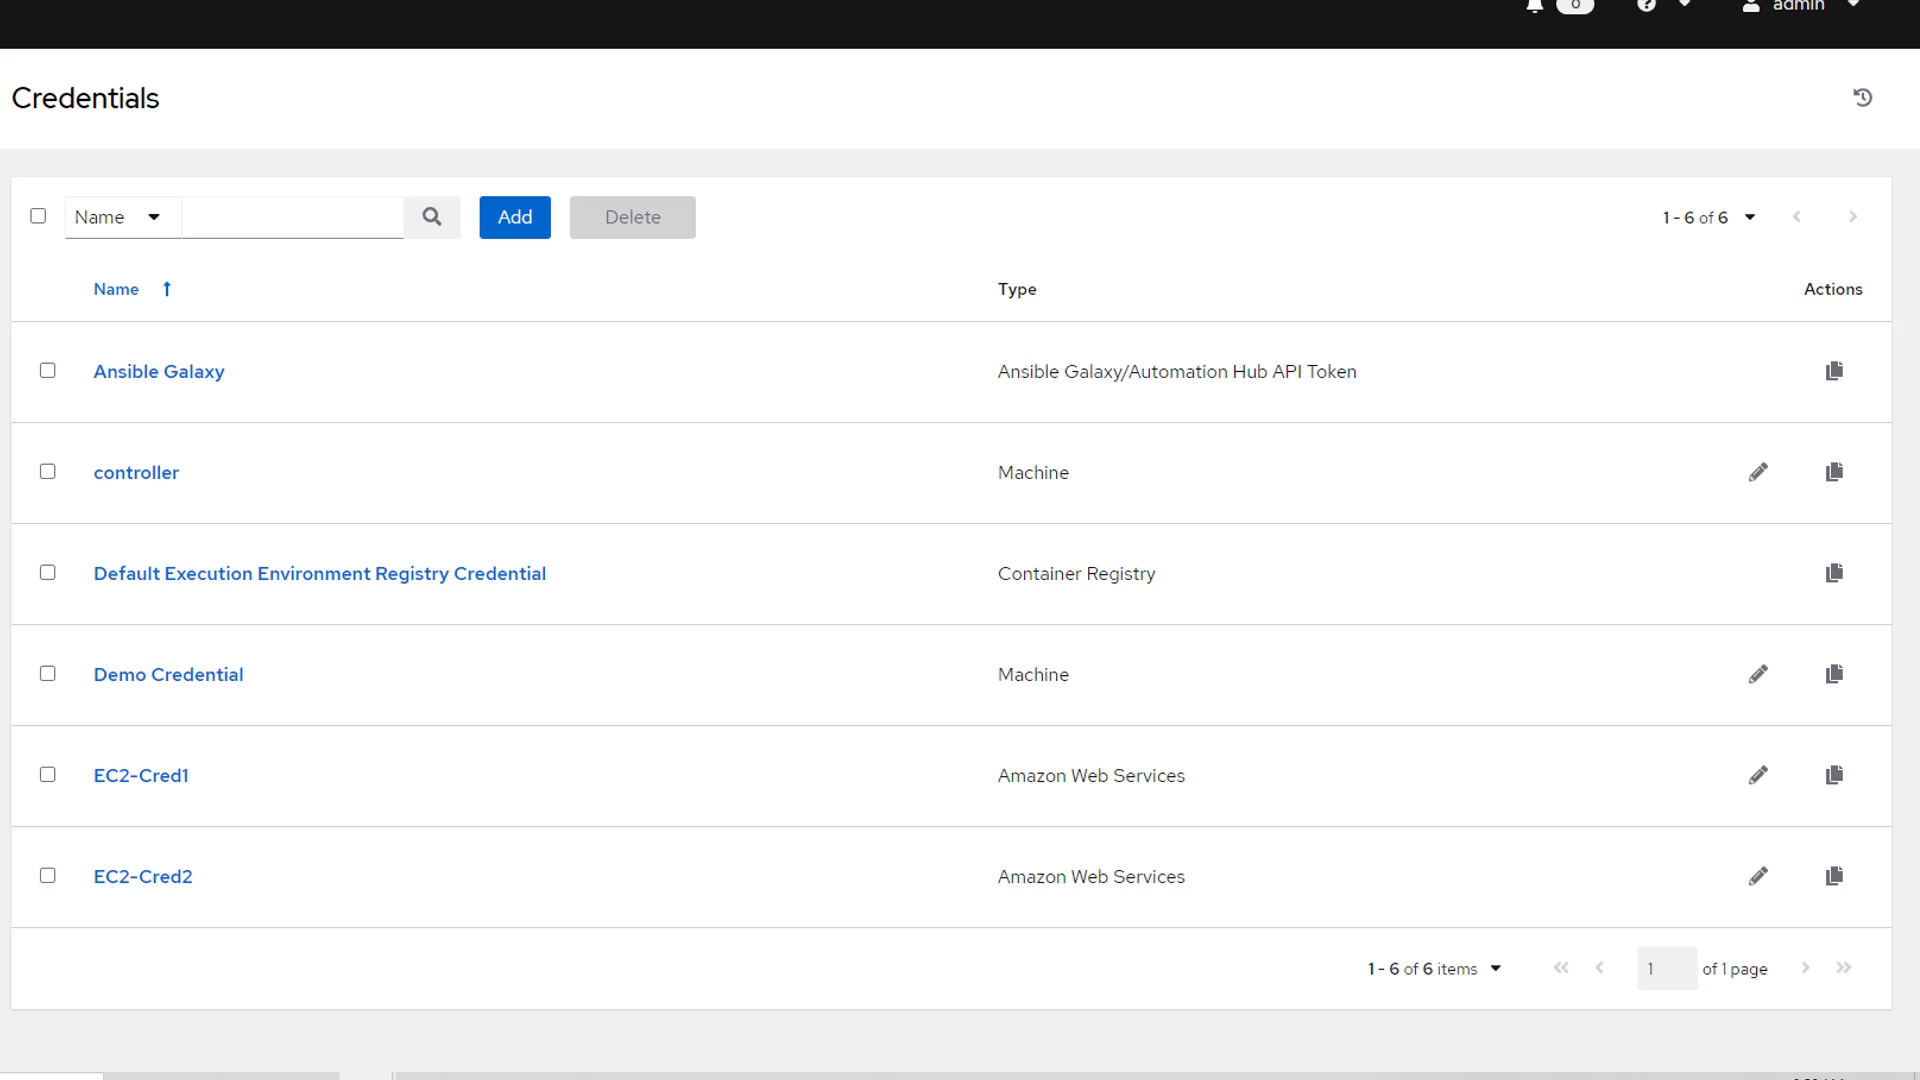 0 admin
Credentials
Name Add Delete 1 - 6 of 6
Name Type Actions
Ansible Galaxy Ansible Galaxy/Automation Hub API Token
controller Machine
Default Execution Environment Registry Credential Container Registry
Demo Credential Machine
EC2-Cred1 Amazon Web Services
EC2-Cred2 Amazon Web Services
1 - 6 of 6 items 1 of 1 page